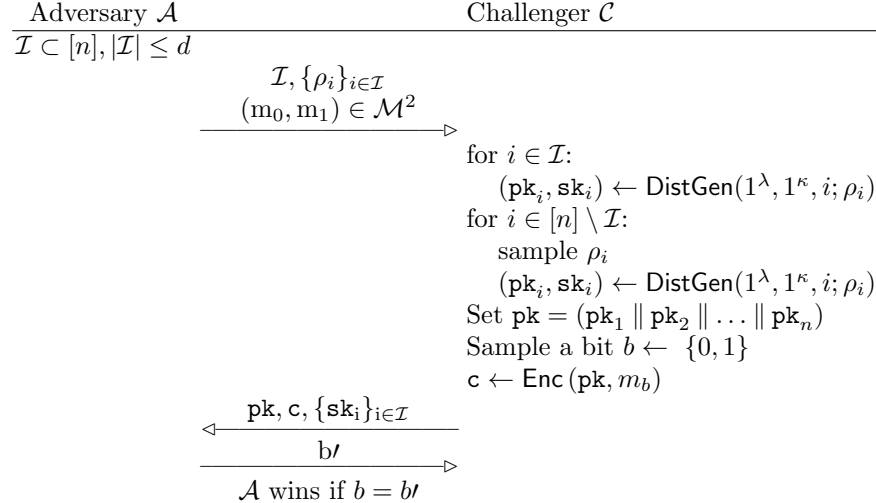 Adversary 𝒜 Challenger 𝒞
ℐ ⊂ [n], |ℐ| ≤ d
ℐ, {ρ_i}_{i∈ℐ}
(m_0, m_1) ∈ ℳ^2
for i ∈ ℐ:
(pk_i, sk_i) ← DistGen(1^λ, 1^κ, i; ρ_i)
for i ∈ [n] \ ℐ:
sample ρ_i
(pk_i, sk_i) ← DistGen(1^λ, 1^κ, i; ρ_i)
Set pk = (pk_1 ∥ pk_2 ∥ … ∥ pk_n)
Sample a bit b ← {0, 1}
c ← Enc (pk, m_b)
pk, c, {sk_i}_{i∈ℐ}
b′
𝒜 wins if b = b′